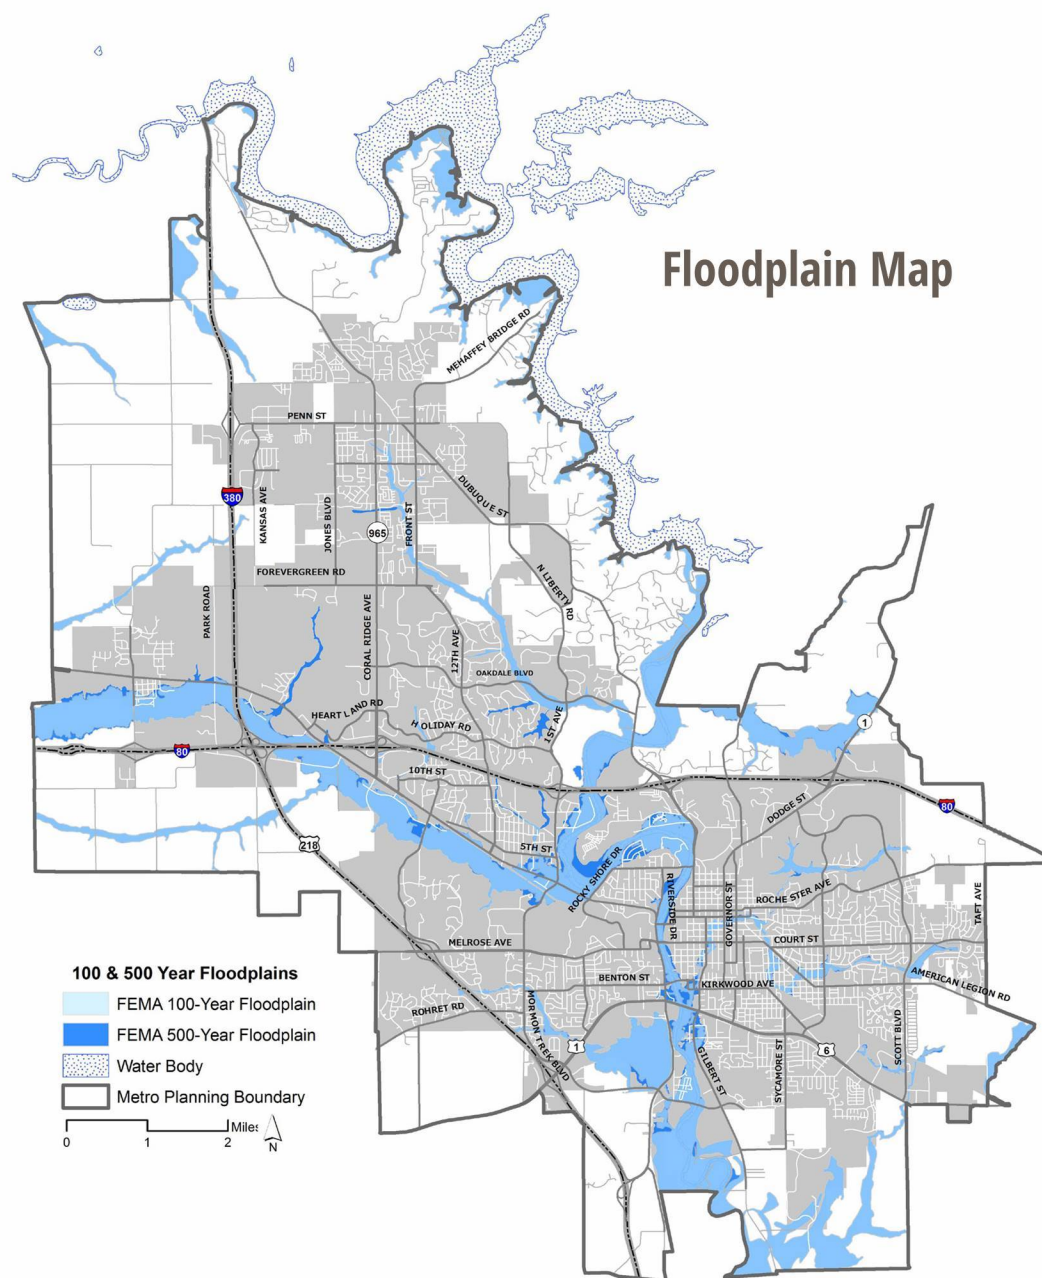 Floodplain Map
MEHAFFEY BRIDGE RD
PENN ST
380
KANSAS AVE
JONES BLVD
965
FRONT ST
DUBUQUE ST
FOREVERGREEN RD
N LIBERTY RD
PARK ROAD
CORAL RIDGE AVE
12TH AVE
OAKDALE BLVD
HEARTLAND RD
HOLIDAY RD
1ST AVE
1
80
10TH ST
80
DODGE ST
218
5TH ST
ROCKY SHORE DR
RIVERSIDE DR
GOVERNOR ST
ROCHESTER AVE
TAFT AVE
MELROSE AVE
COURT ST
BENTON ST
KIRKWOOD AVE
AMERICAN LEGION RD
ROHRET RD
MORMON TREK BLVD
1
GILBERT ST
SYCAMORE ST
6
SCOTT BLVD
100 & 500 Year Floodplains
FEMA 100-Year Floodplain
FEMA 500-Year Floodplain
Water Body
Metro Planning Boundary
0 1 2 Miles
N